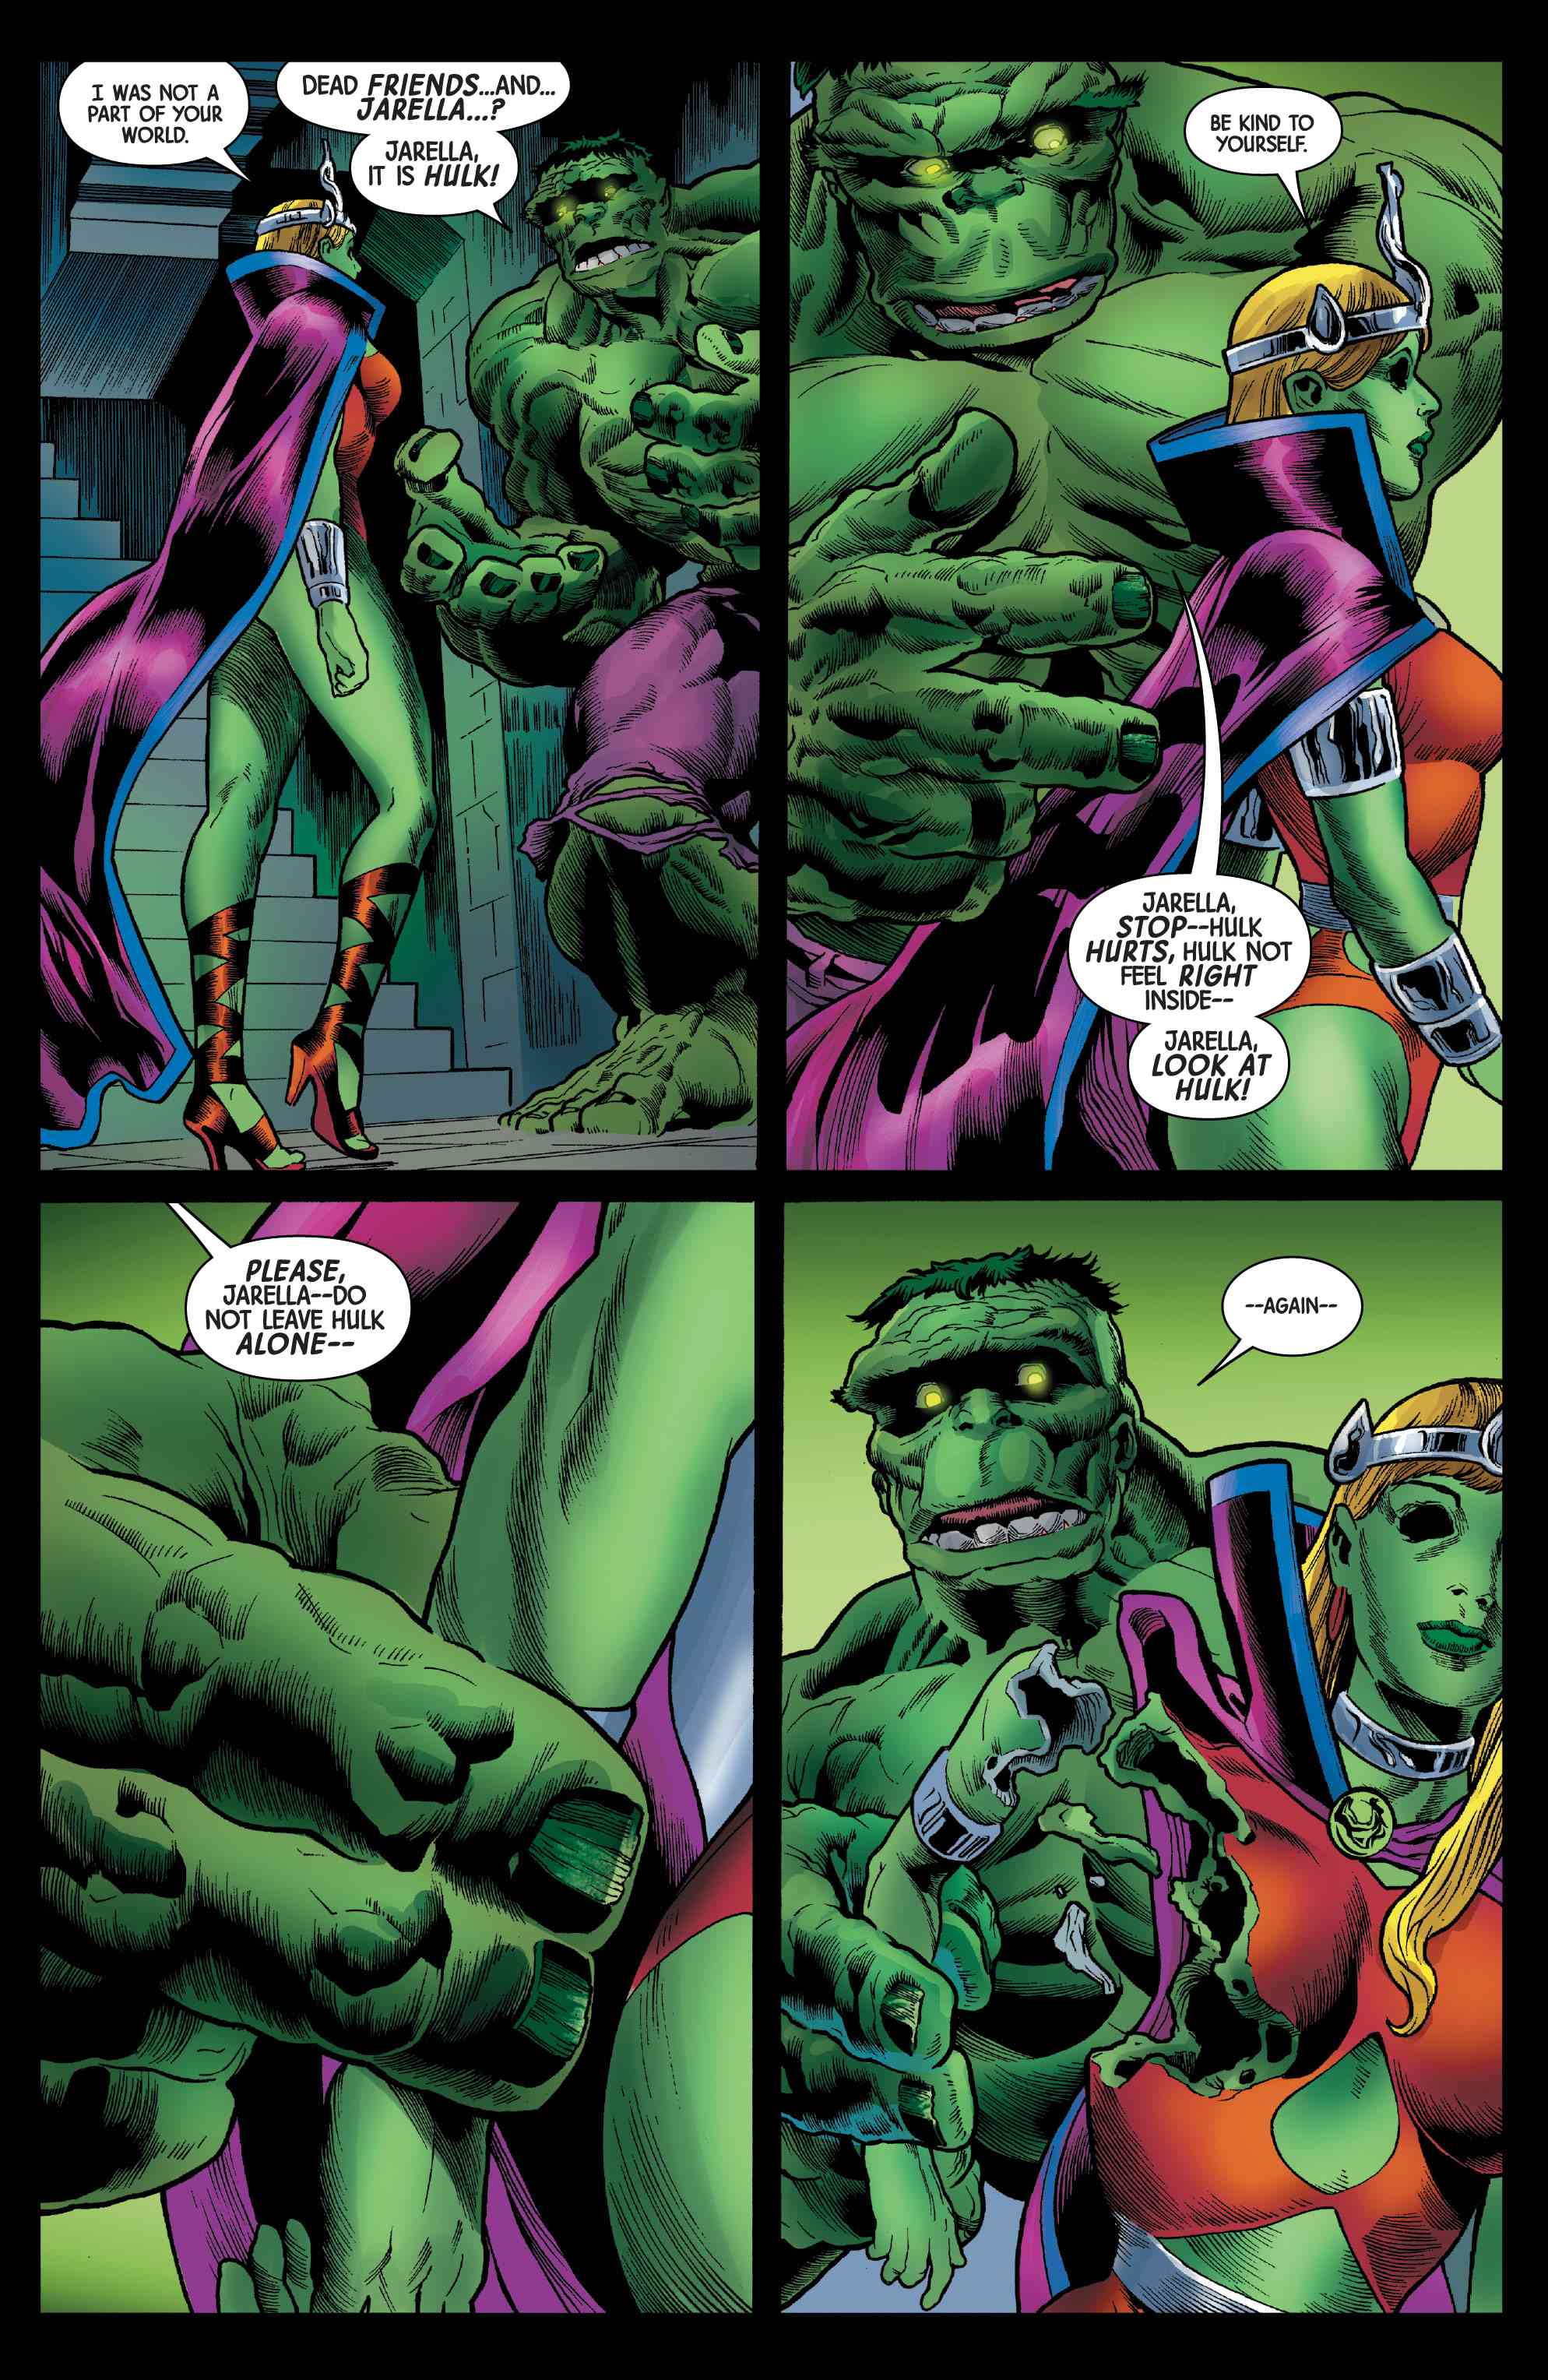 I WAS NOT A
PART OF YOUR
WORLD.
DEAD FRIENDS...AND...
JARELLA...?
JARELLA,
IT IS HULK!
BE KIND TO
YOURSELF.
JARELLA,
STOP--HULK
HURTS, HULK NOT
FEEL RIGHT
INSIDE--
JARELLA,
LOOK AT
HULK!
PLEASE,
JARELLA--DO
NOT LEAVE HULK
ALONE--
--AGAIN--